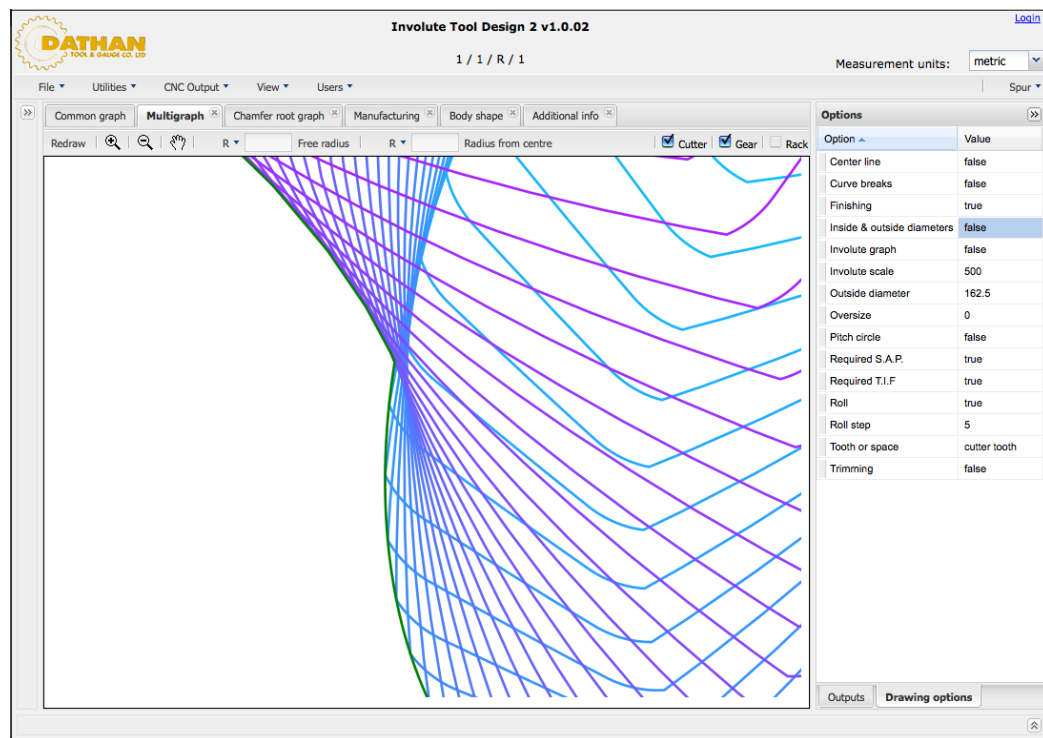 Login
Involute Tool Design 2 v1.0.02
DATHAN
TOOL & GAUGE CO. LTD
1 / 1 / R / 1
Measurement units: metric
File Utilities CNC Output View Users Spur
Common graph Multigraph Chamfer root graph Manufacturing Body shape Additional info
Options
Redraw R Free radius R Radius from centre Cutter Gear Rack
Option Value
Center line false
Curve breaks false
Finishing true
Inside & outside diameters false
Involute graph false
Involute scale 500
Outside diameter 162.5
Oversize 0
Pitch circle false
Required S.A.P. true
Required T.I.F true
Roll true
Roll step 5
Tooth or space cutter tooth
Trimming false
Outputs Drawing options